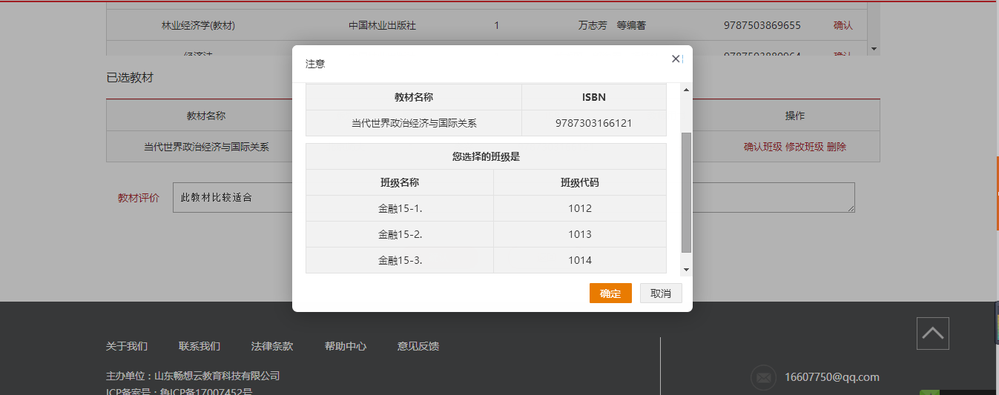 林业经济学(教材) 中国林业出版社 1 万志芳 等编著 9787503869655 确认
已选教材
教材名称 操作
当代世界政治经济与国际关系 确认班级 修改班级 删除
教材评价 此教材比较适合
注意
教材名称 ISBN
当代世界政治经济与国际关系 9787303166121
您选择的班级是
班级名称 班级代码
金融15-1. 1012
金融15-2. 1013
金融15-3. 1014
确定 取消
关于我们 联系我们 法律条款 帮助中心 意见反馈
主办单位：山东畅想云教育科技有限公司
ICP备案号：鲁ICP备17007452号
16607750@qq.com